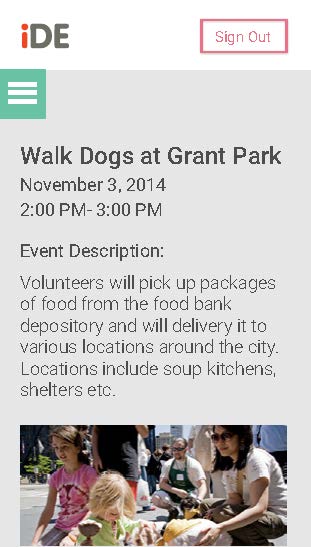 iDE
Sign Out
Walk Dogs at Grant Park
November 3, 2014
2:00 PM- 3:00 PM
Event Description:
Volunteers will pick up packages
of food from the food bank
depository and will delivery it to
various locations around the city.
Locations include soup kitchens,
shelters etc.